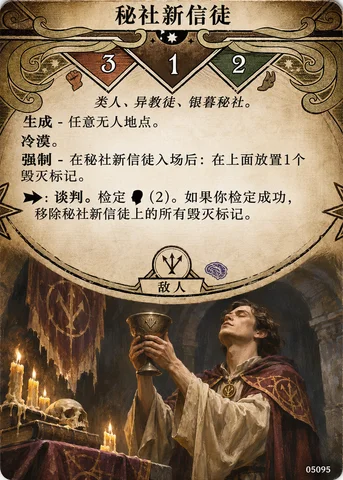 秘社新信徒
3 1 2
类人、异教徒、银暮秘社。
生成 - 任意无人地点。
冷漠。
强制 - 在秘社新信徒入场后：在上面放置1个
毁灭标记。
：谈判。检定（2）。如果你检定成功，
移除秘社新信徒上的所有毁灭标记。
敌人
05095